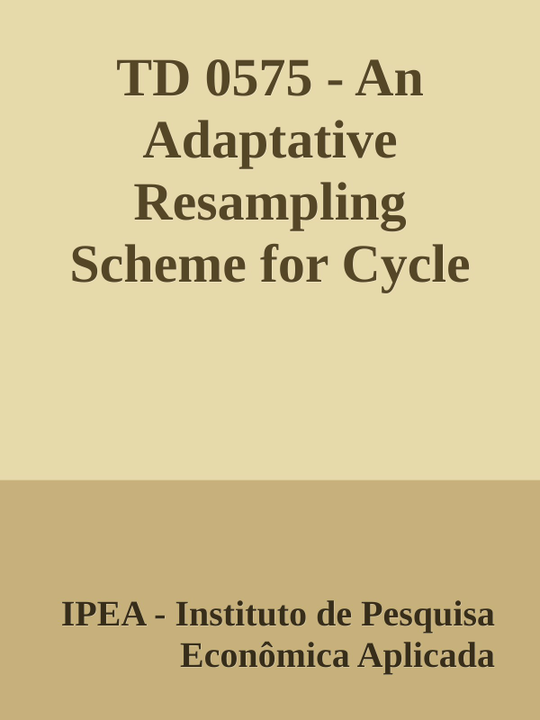 TD 0575 - An
Adaptative
Resampling
Scheme for Cycle
IPEA - Instituto de Pesquisa
Econômica Aplicada